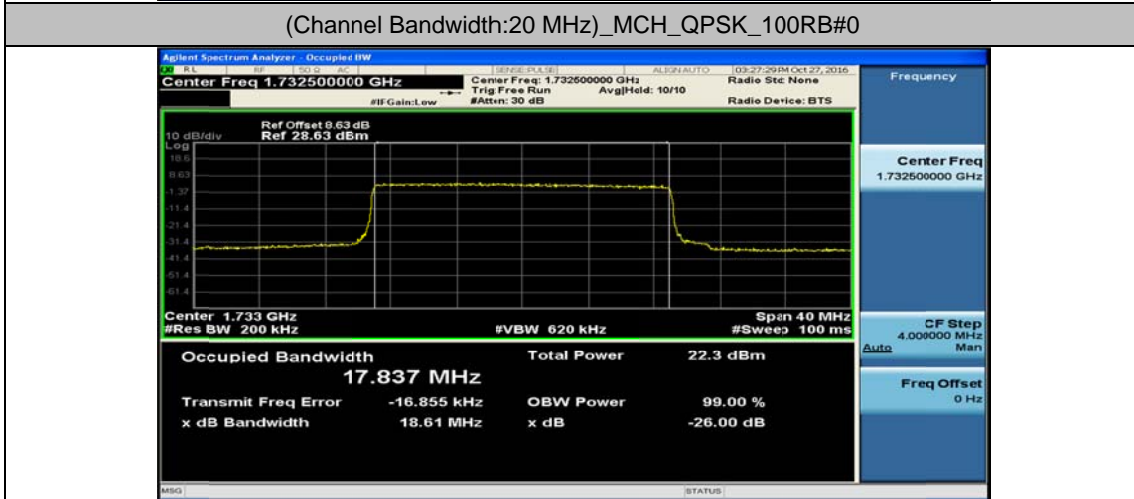 (Channel Bandwidth:20 MHz)_MCH_QPSK_100RB#0
Agilent Spectrum Analyzer - Occupied BW
RL RF 50 Ω AC SENSE:PULSE ALIGN AUTO 03:27:29 PM Oct 27, 2016
Center Freq 1.732500000 GHz
Center Freq: 1.732500000 GHz
Radio Std: None
Trig: Free Run Avg|Hold: 10/10
#IFGain:Low #Atten: 30 dB Radio Device: BTS
Ref Offset 8.63 dB
10 dB/div Ref 28.63 dBm
Log
18.6
8.63
-1.37
-11.4
-21.4
-31.4
-41.4
-51.4
-61.4
Center 1.733 GHz Span 40 MHz
#Res BW 200 kHz #VBW 620 kHz #Sweep 100 ms
Occupied Bandwidth Total Power 22.3 dBm
17.837 MHz
Transmit Freq Error -16.855 kHz OBW Power 99.00 %
x dB Bandwidth 18.61 MHz x dB -26.00 dB
MSG STATUS
Frequency
Center Freq
1.732500000 GHz
CF Step
4.000000 MHz
Auto Man
Freq Offset
0 Hz